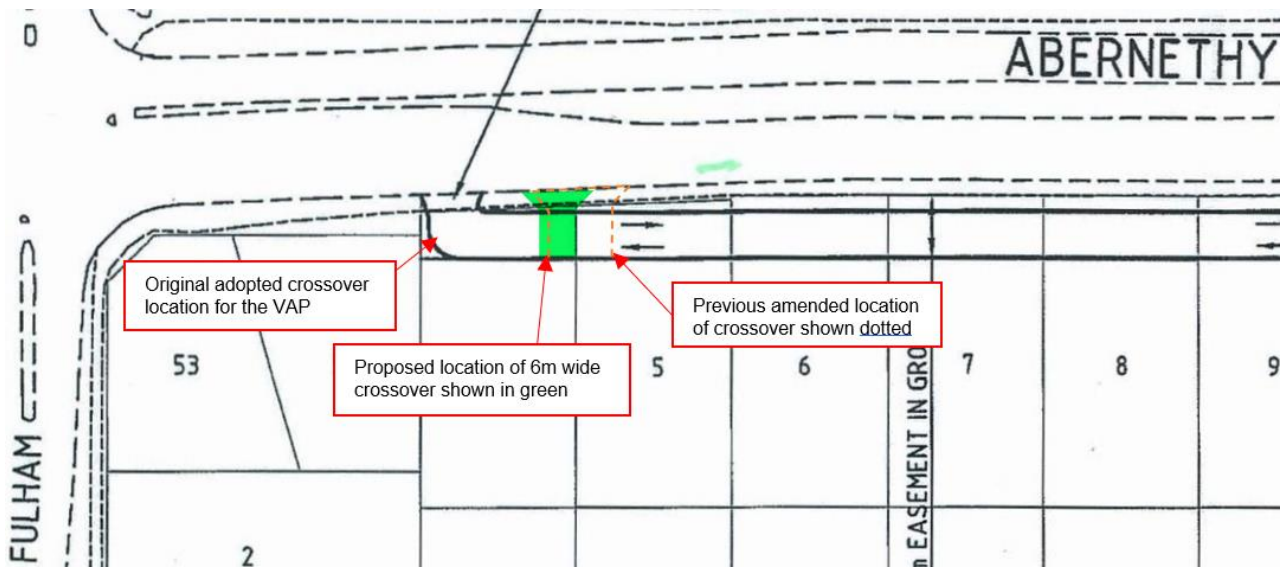 ABERNETHY
Original adopted crossover
location for the VAP
Previous amended location
of crossover shown dotted
Proposed location of 6m wide
crossover shown in green
53
5
6
7
8
9
2
FULHAM
EASEMENT IN GRO